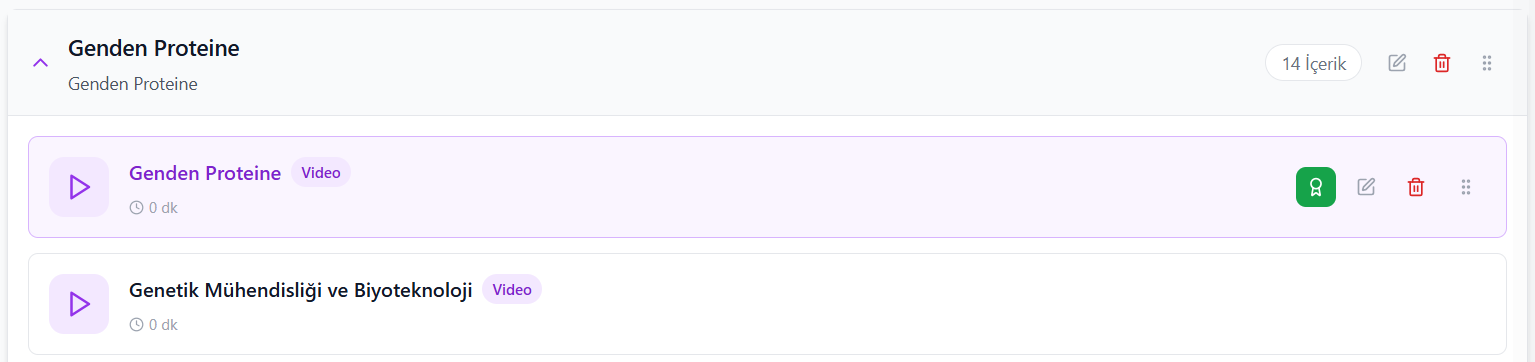 Genden Proteine
Genden Proteine
14 İçerik
Genden Proteine Video
0 dk
Genetik Mühendisliği ve Biyoteknoloji Video
0 dk